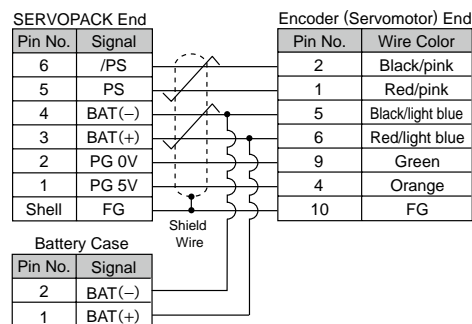 SERVOPACK End
Pin No. Signal
6 /PS
5 PS
4 BAT(−)
3 BAT(+)
2 PG 0V
1 PG 5V
Shell FG
Shield
Wire
Encoder (Servomotor) End
Pin No. Wire Color
2 Black/pink
1 Red/pink
5 Black/light blue
6 Red/light blue
9 Green
4 Orange
10 FG
Battery Case
Pin No. Signal
2 BAT(−)
1 BAT(+)